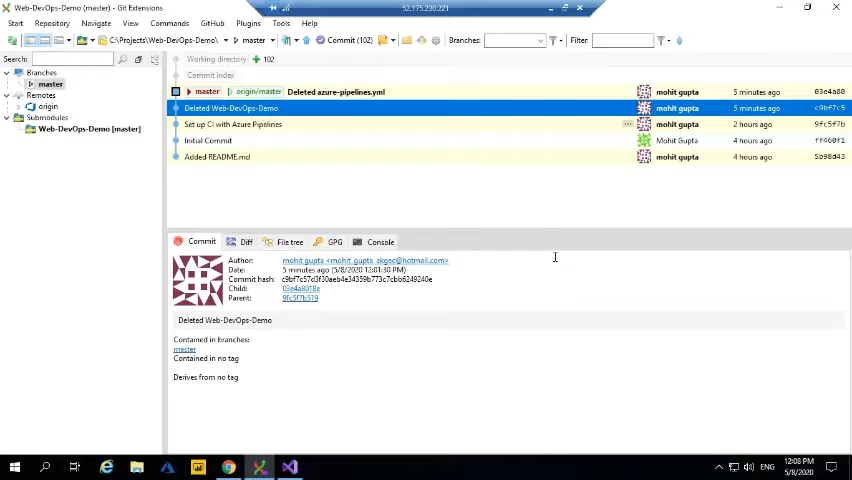 Web-DevOps-Demo (master) - Git Extensions
52.175.230.221
Start Repository Navigate View Commands GitHub Plugins Tools Help
C:\Projects\Web-DevOps-Demo\ master Commit (102) Branches: Filter:
Search:
Branches
master
Remotes
origin
Submodules
Web-DevOps-Demo [master]
Working directory 102
Commit index
master origin/master Deleted azure-pipelines.yml mohit gupta 5 minutes ago 03e4a80
Deleted Web-DevOps-Demo mohit gupta 5 minutes ago c9bf7c5
Set up CI with Azure Pipelines mohit gupta 2 hours ago 9fc5f7b
Initial Commit Mohit Gupta 4 hours ago ff460f1
Added README.md mohit gupta 4 hours ago 5b98d43
Commit Diff File tree GPG Console
Author: mohit gupta <mohit_gupta_akgec@hotmail.com>
Date: 5 minutes ago (5/8/2020 12:01:30 PM)
Commit hash: c9bf7c57d3f30aeb4e34359b773c7cbb6249240e
Child: 03e4a8018e
Parent: 9fc5f7b519
Deleted Web-DevOps-Demo
Contained in branches:
master
Contained in no tag
Derives from no tag
ENG
12:08 PM
5/8/2020